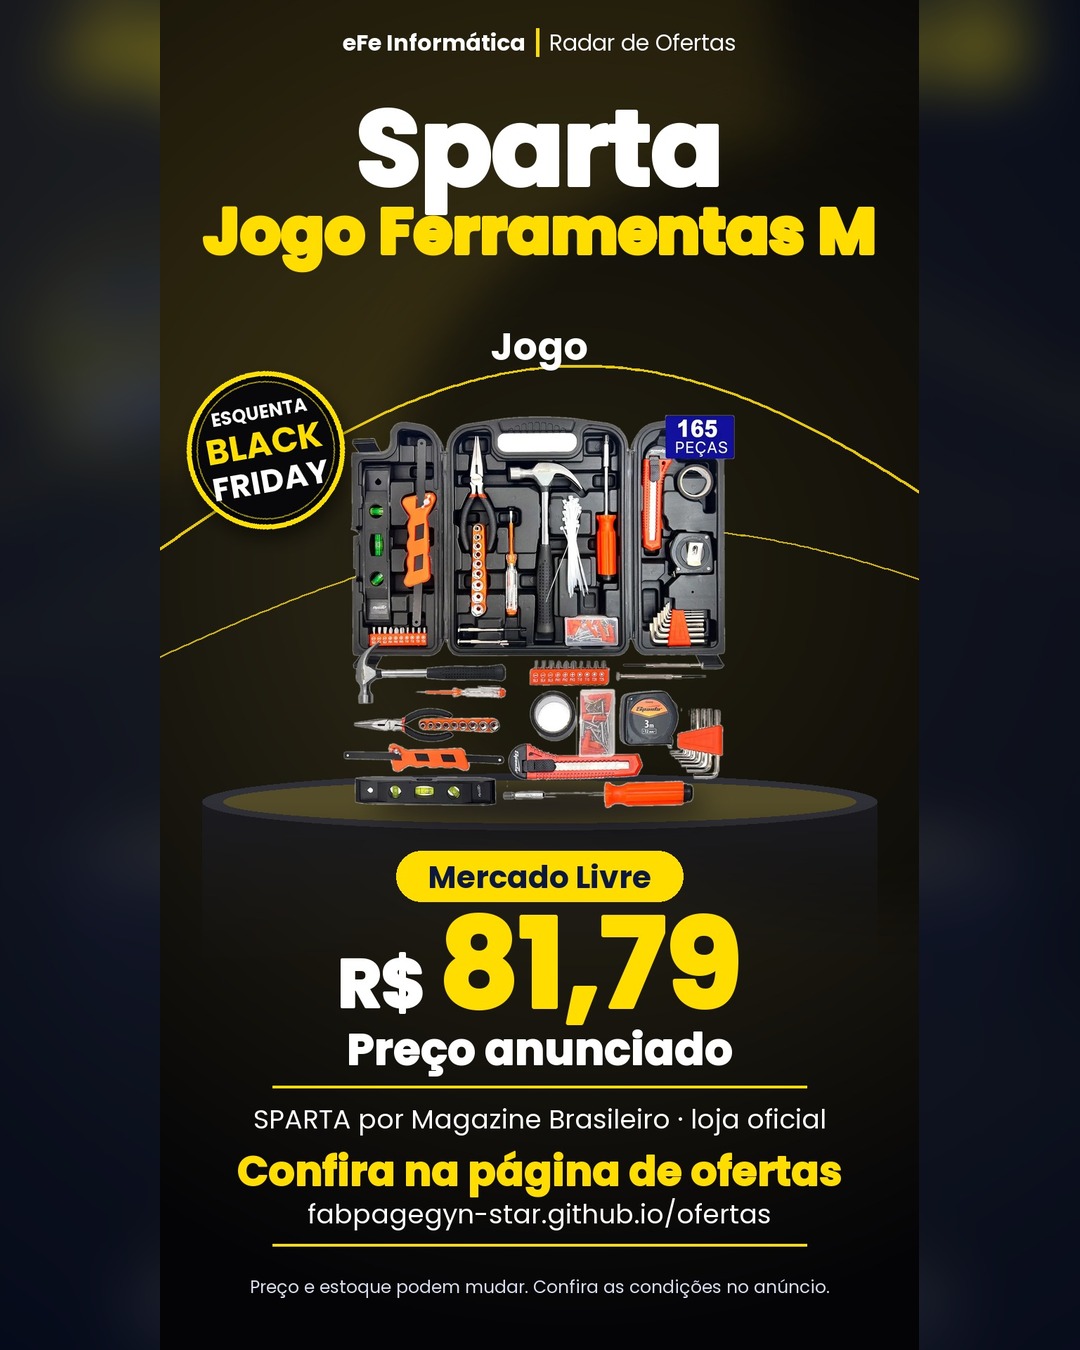 eFe Informática | Radar de Ofertas
Sparta
Jogo Ferramentas M
Jogo
ESQUENTA
BLACK
FRIDAY
165
PEÇAS
Sparta
3m
Mercado Livre
R$ 81,79
Preço anunciado
SPARTA por Magazine Brasileiro · loja oficial
Confira na página de ofertas
fabpagegyn-star.github.io/ofertas
Preço e estoque podem mudar. Confira as condições no anúncio.